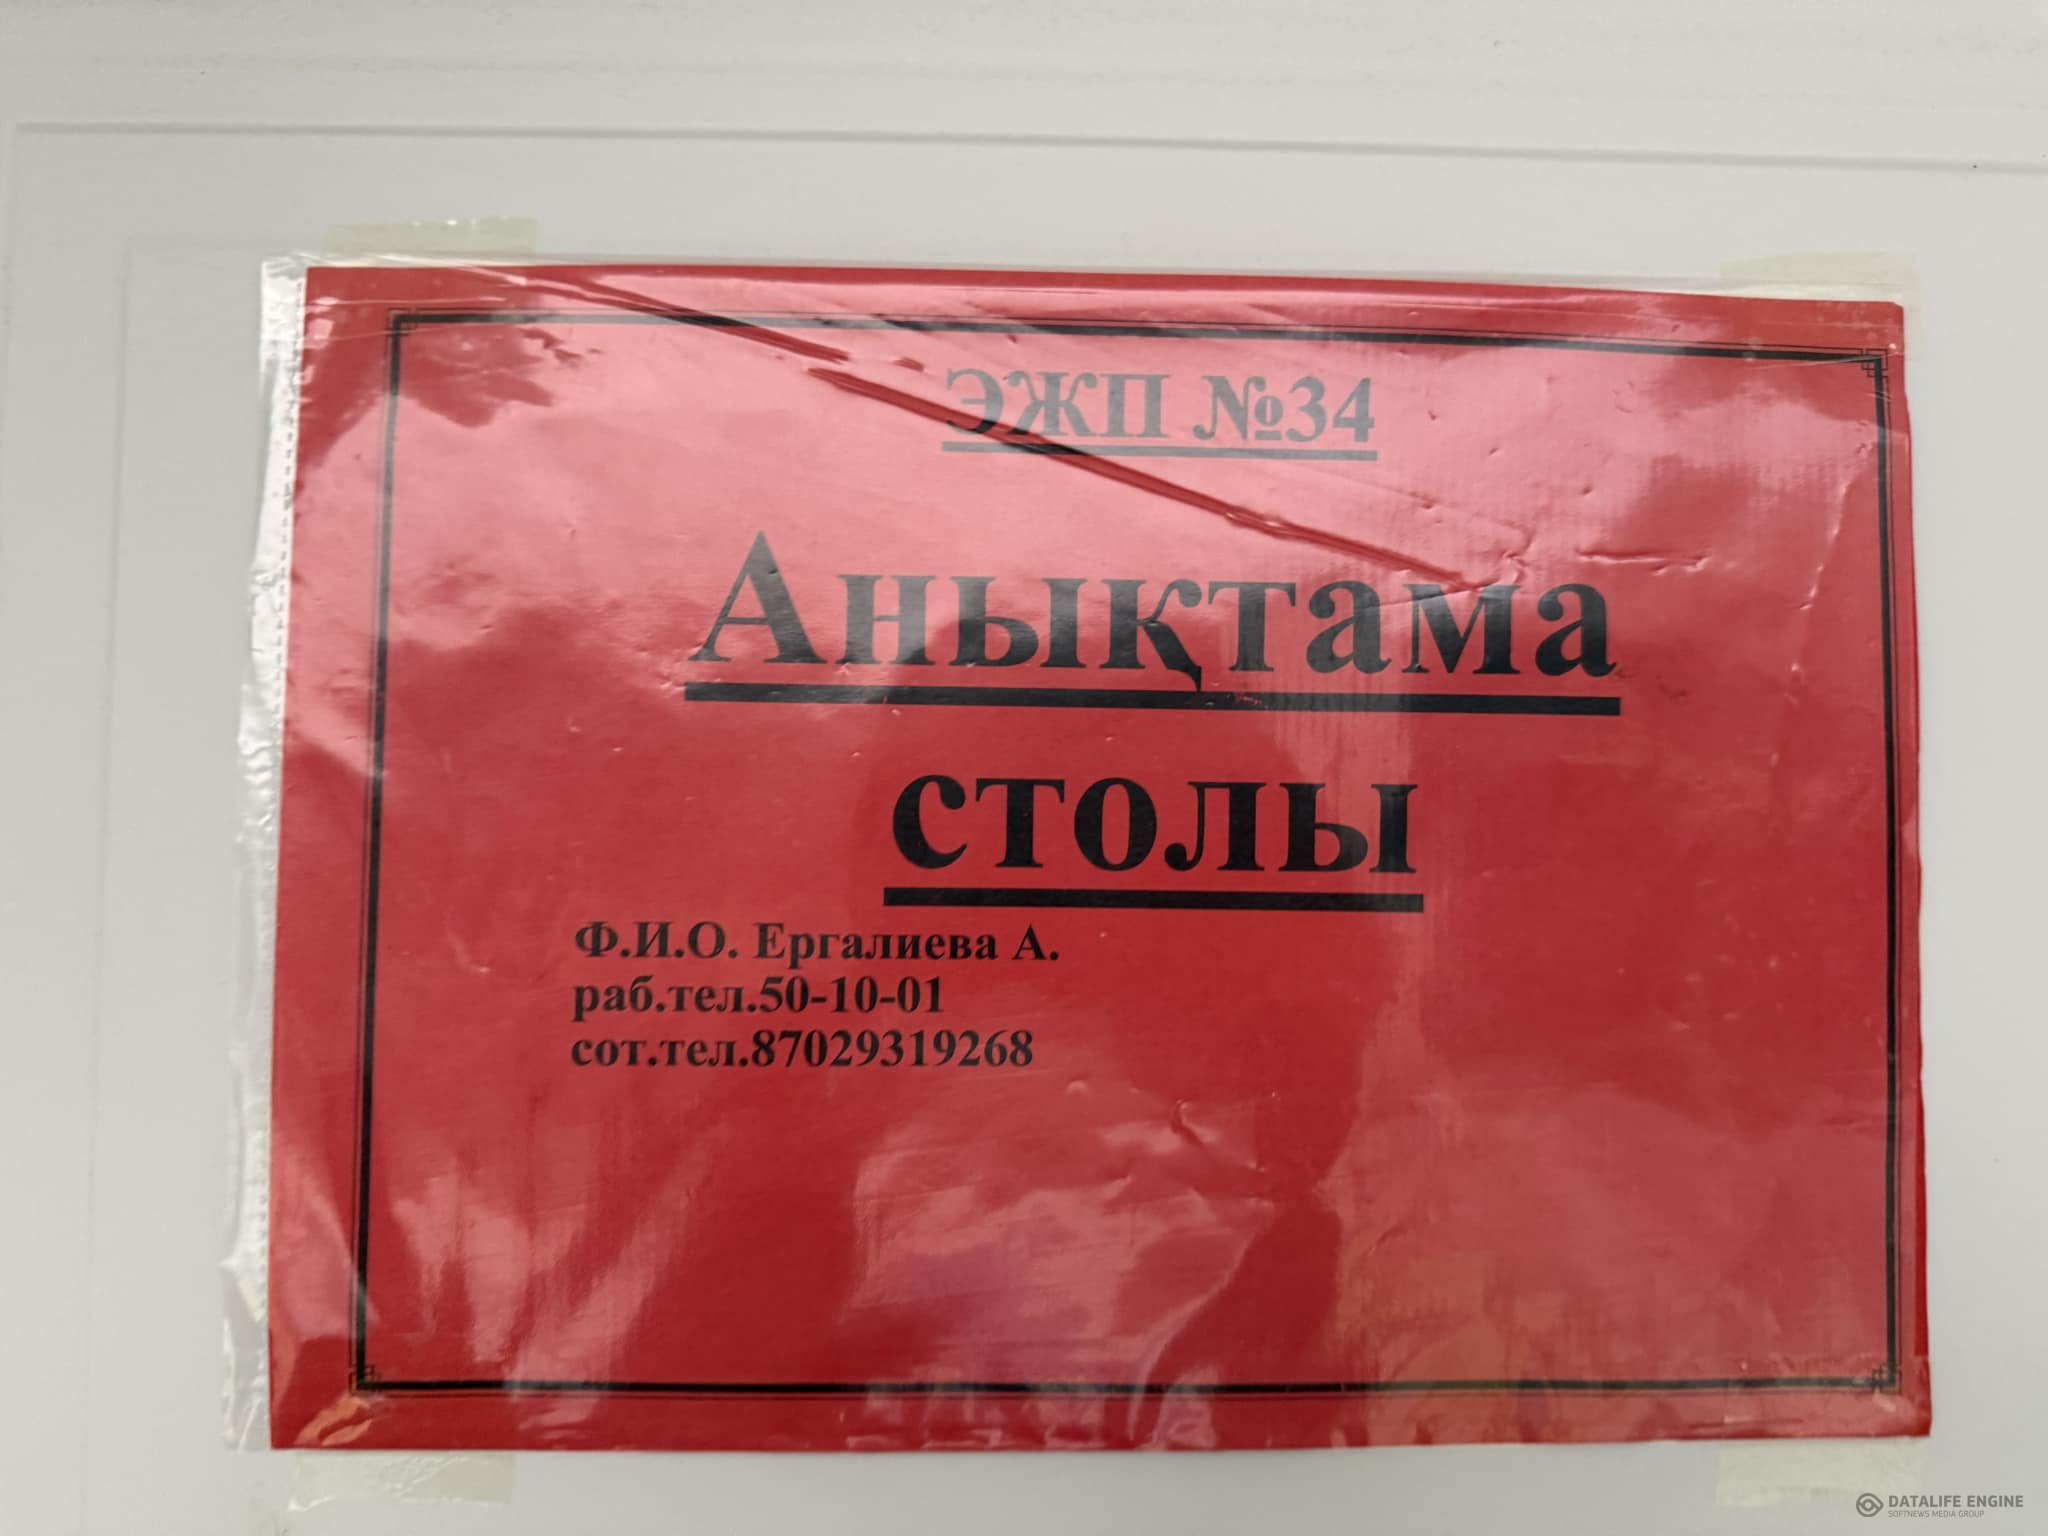 ЭЖП №34
Анықтама
столы
Ф.И.О. Ергалиева А.
раб.тел.50-10-01
сот.тел.87029319268
DATALIFE ENGINE
SOFTNEWS MEDIA GROUP